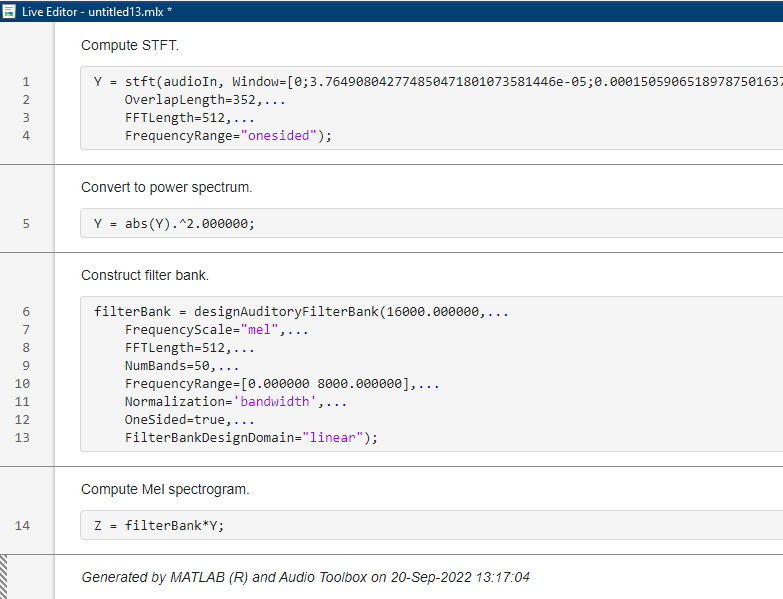 Live Editor - untitled13.mlx *
Compute STFT.
1 Y = stft(audioIn, Window=[0;3.764908042774850471801073581446e-05;0.00015059065189787501637
2 OverlapLength=352,...
3 FFTLength=512,...
4 FrequencyRange="onesided");
Convert to power spectrum.
5 Y = abs(Y).^2.000000;
Construct filter bank.
6 filterBank = designAuditoryFilterBank(16000.000000,...
7 FrequencyScale="mel",...
8 FFTLength=512,...
9 NumBands=50,...
10 FrequencyRange=[0.000000 8000.000000],...
11 Normalization='bandwidth',...
12 OneSided=true,...
13 FilterBankDesignDomain="linear");
Compute Mel spectrogram.
14 Z = filterBank*Y;
Generated by MATLAB (R) and Audio Toolbox on 20-Sep-2022 13:17:04